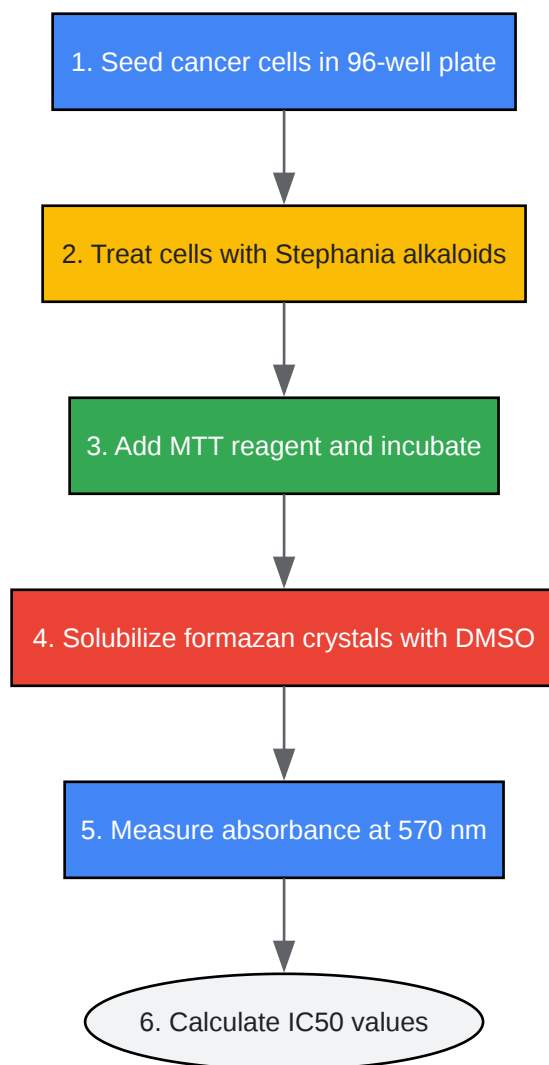 1. Seed cancer cells in 96-well plate
2. Treat cells with Stephania alkaloids
3. Add MTT reagent and incubate
4. Solubilize formazan crystals with DMSO
5. Measure absorbance at 570 nm
6. Calculate IC50 values